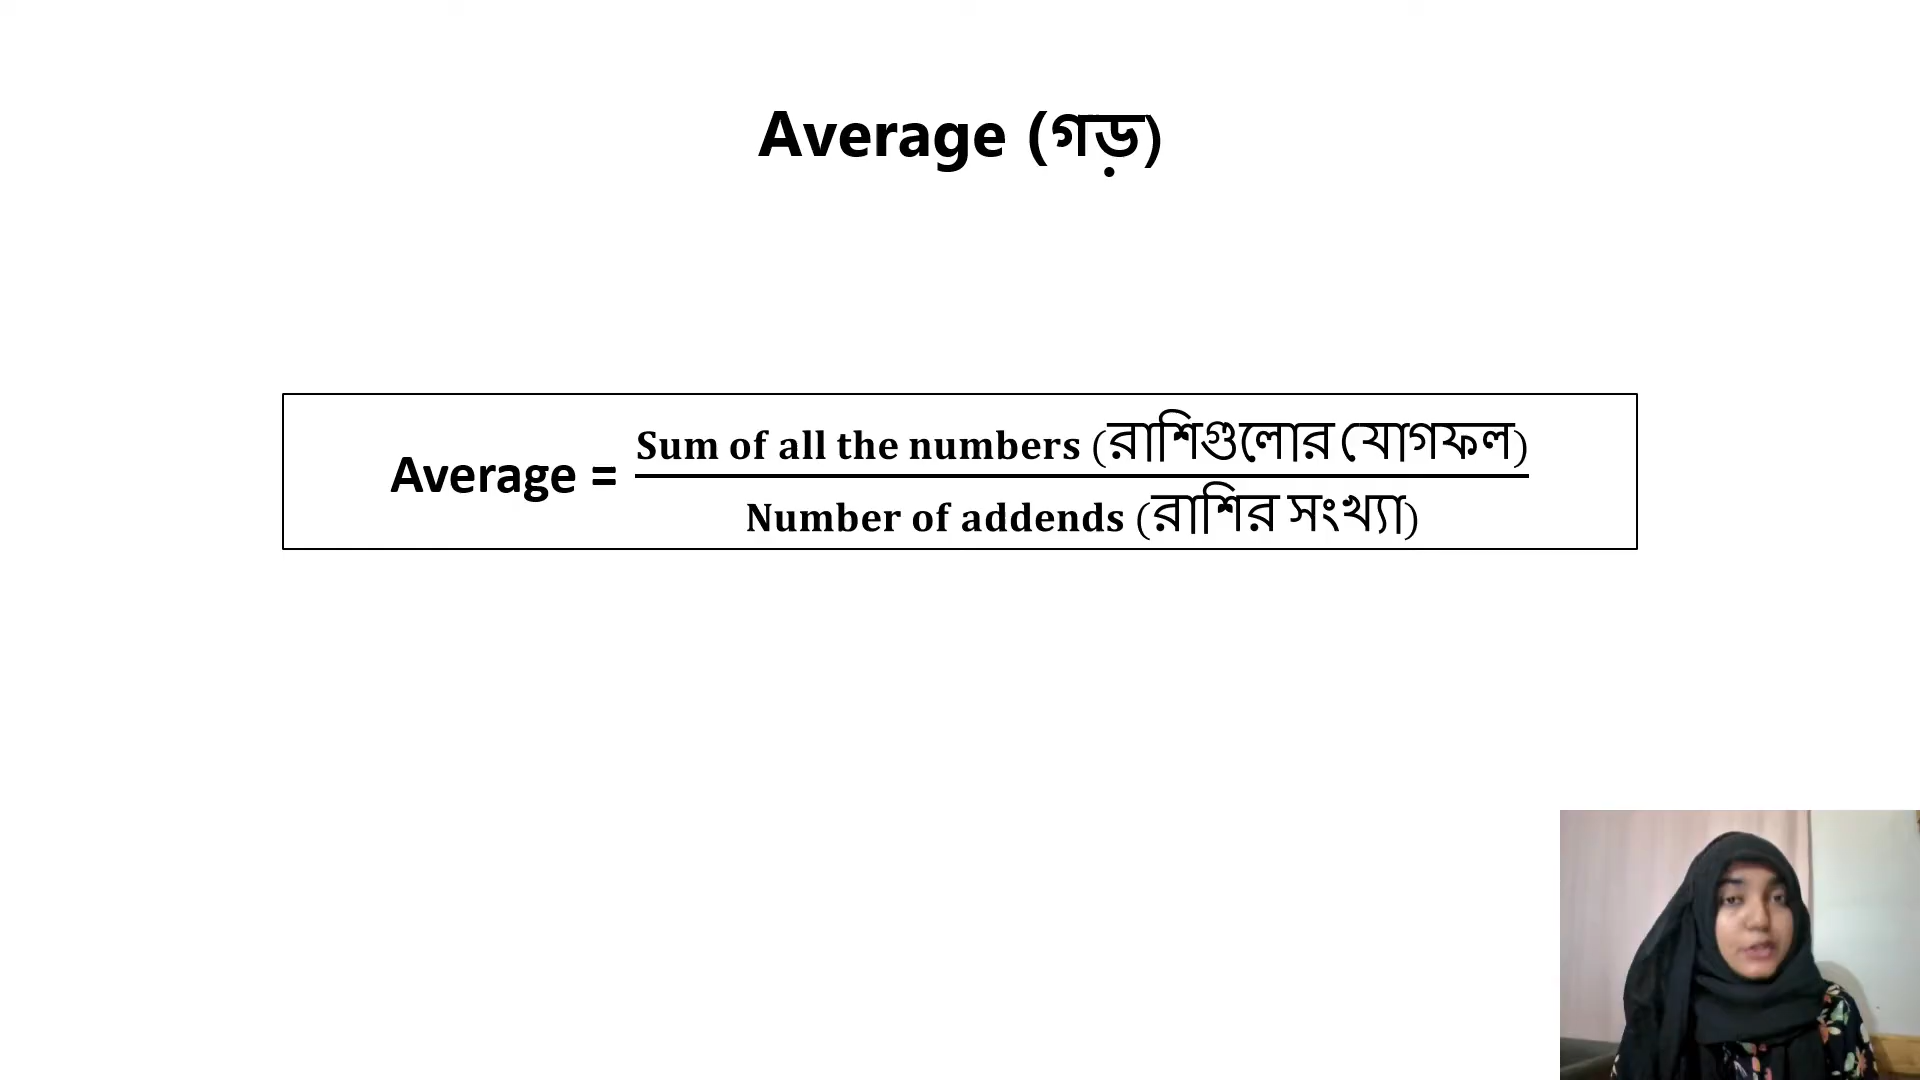 Average (গড়)
Sum of all the numbers (রাশিগুলোর যোগফল)
Average =
Number of addends (রাশির সংখ্যা)